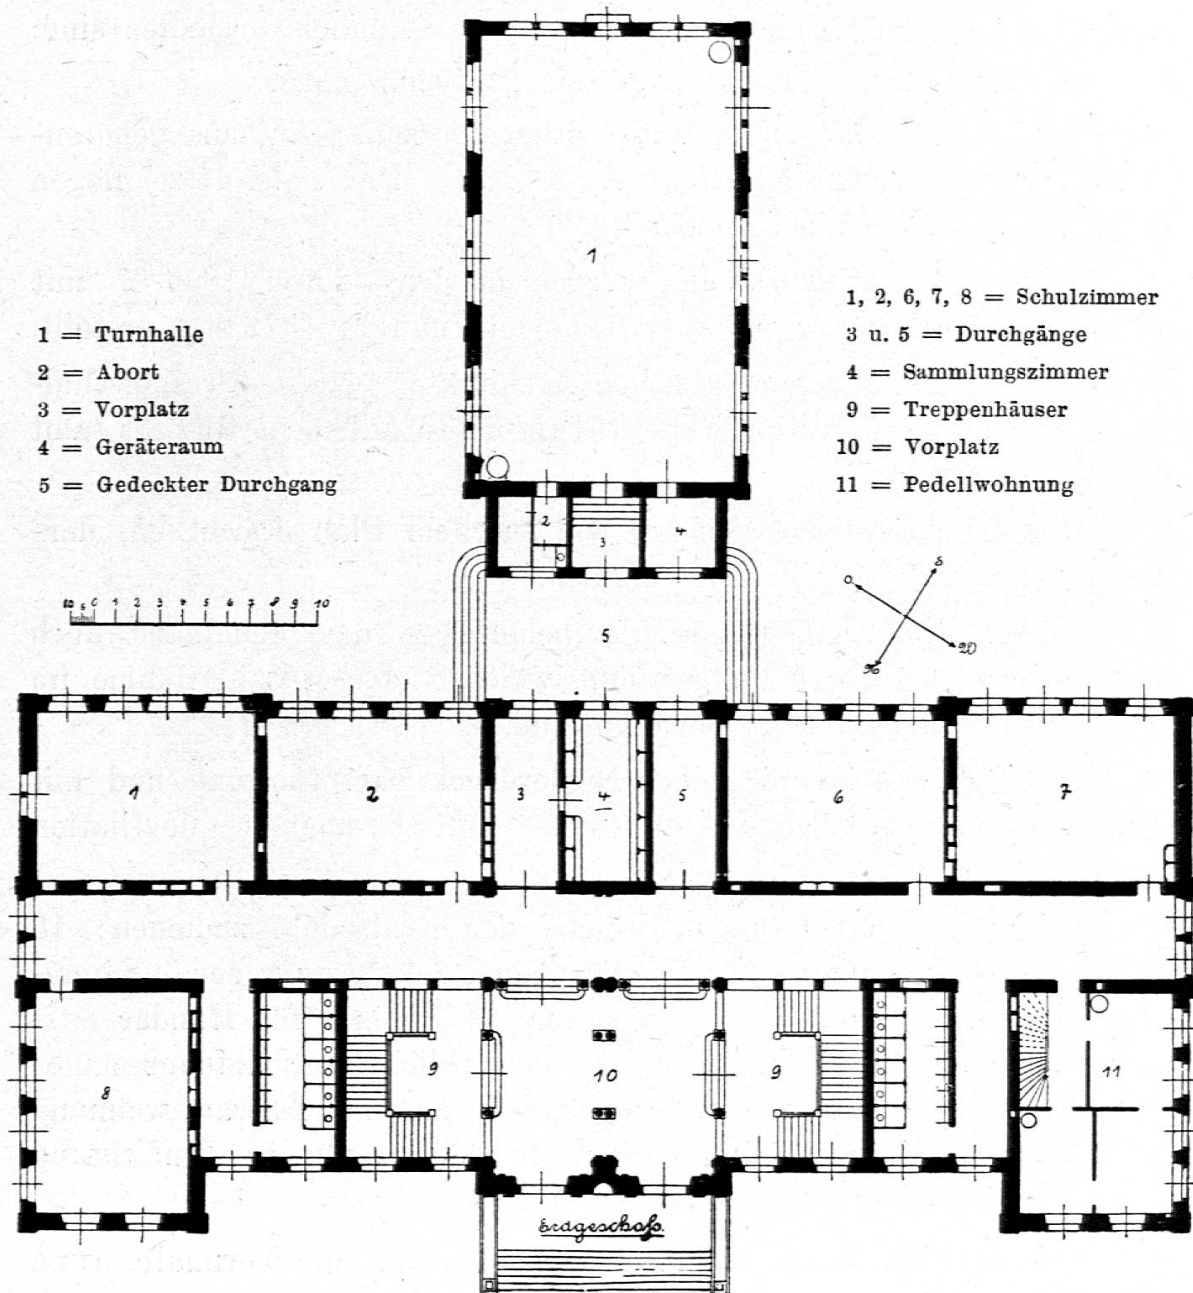 1
1, 2, 6, 7, 8 = Schulzimmer
1 = Turnhalle
3 u. 5 = Durchgänge
2 = Abort
4 = Sammlungszimmer
3 = Vorplatz
9 = Treppenhäuser
4 = Geräteraum
10 = Vorplatz
5 = Gedeckter Durchgang
11 = Pedellwohnung
2 3 4
10 5 0 1 2 3 4 5 6 7 8 9 10
5
O. S
N W
1 2 3 4 5 6 7
8 9 10 9 11
Erdgeschoß.